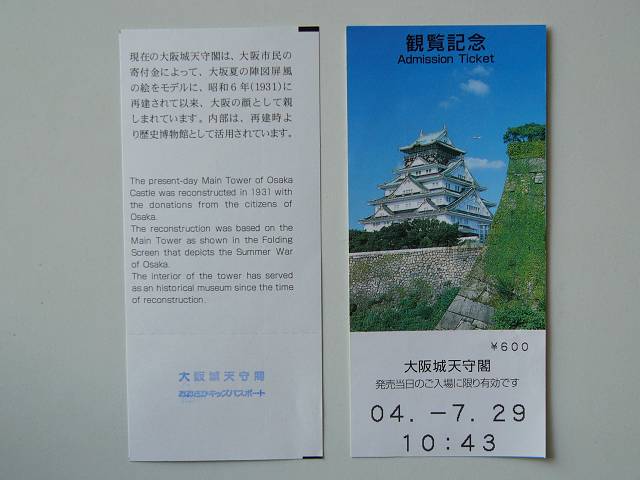 現在の大阪城天守閣は、大阪市民の
寄付金によって、大坂夏の陣図屏風
の絵をモデルに、昭和6年(1931)に
再建されて以来、大阪の顔として親
しまれています。内部は、再建時より
歴史博物館として活用されています。
The present-day Main Tower of Osaka
Castle was reconstructed in 1931 with
the donations from the citizens of
Osaka.
The reconstruction was based on the
Main Tower as shown in the Folding
Screen that depicts the Summer War
of Osaka.
The interior of the tower has served
as an historical museum since the time
of reconstruction.
大阪城天守閣
キッズパスポート
観覧記念
Admission Ticket
¥600
大阪城天守閣
発売当日のご入場に限り有効です
04.-7.29
10:43